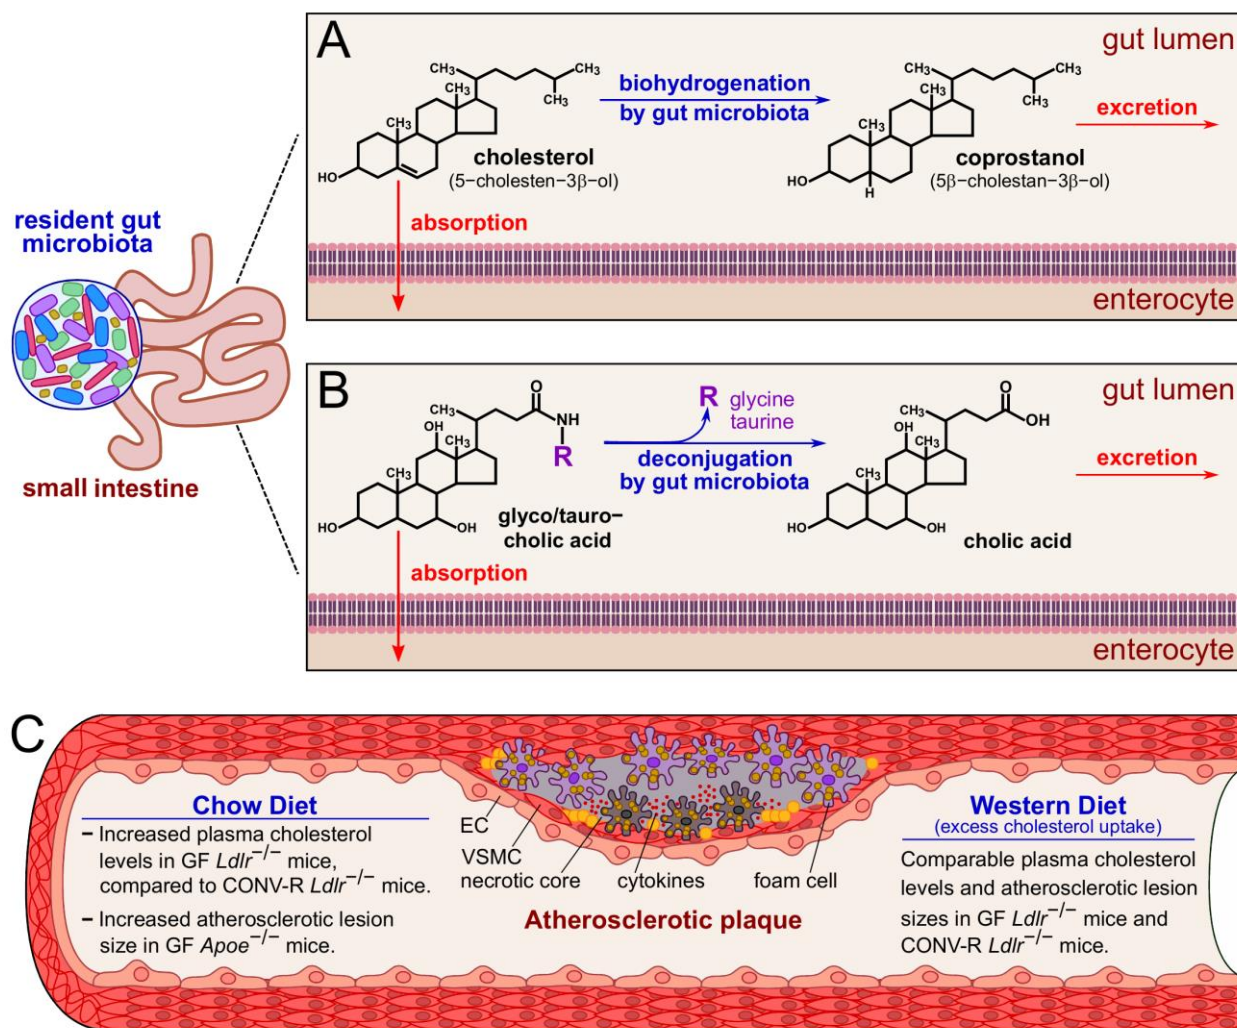 A
gut lumen
CH₃
CH₃
CH₃
CH₃
CH₃
HO
cholesterol
(5−cholesten−3β−ol)
biohydrogenation
by gut microbiota
CH₃
CH₃
CH₃
CH₃
CH₃
HO
H
coprostanol
(5β−cholestan−3β−ol)
excretion
absorption
enterocyte
resident gut
microbiota
small intestine
B
gut lumen
O
CH₃
NH
R
OH
CH₃
CH₃
HO
OH
glyco/tauro−
cholic acid
R glycine
taurine
deconjugation
by gut microbiota
O
OH
CH₃
OH
CH₃
CH₃
HO
OH
cholic acid
excretion
absorption
enterocyte
C
Chow Diet
− Increased plasma cholesterol
levels in GF Ldlr−/− mice,
compared to CONV-R Ldlr−/− mice.
− Increased atherosclerotic lesion
size in GF Apoe−/− mice.
EC
VSMC
necrotic core
cytokines
foam cell
Atherosclerotic plaque
Western Diet
(excess cholesterol uptake)
Comparable plasma cholesterol
levels and atherosclerotic lesion
sizes in GF Ldlr−/− mice and
CONV-R Ldlr−/− mice.